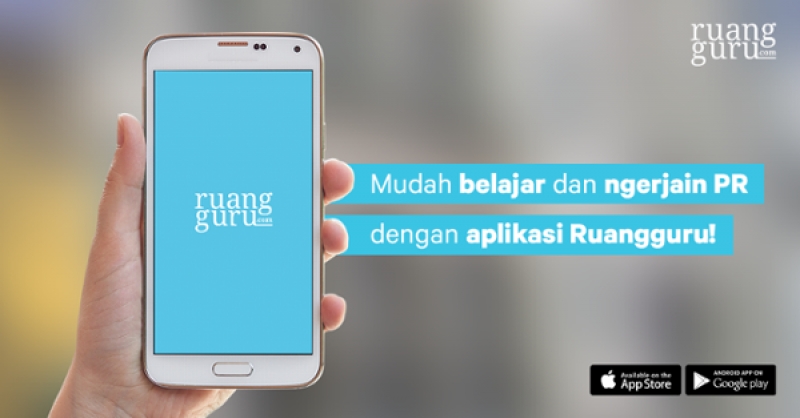 ruang
guru.com
ruang
guru.com
Mudah belajar dan ngerjain PR
dengan aplikasi Ruangguru!
Available on the
App Store
ANDROID APP ON
Google play